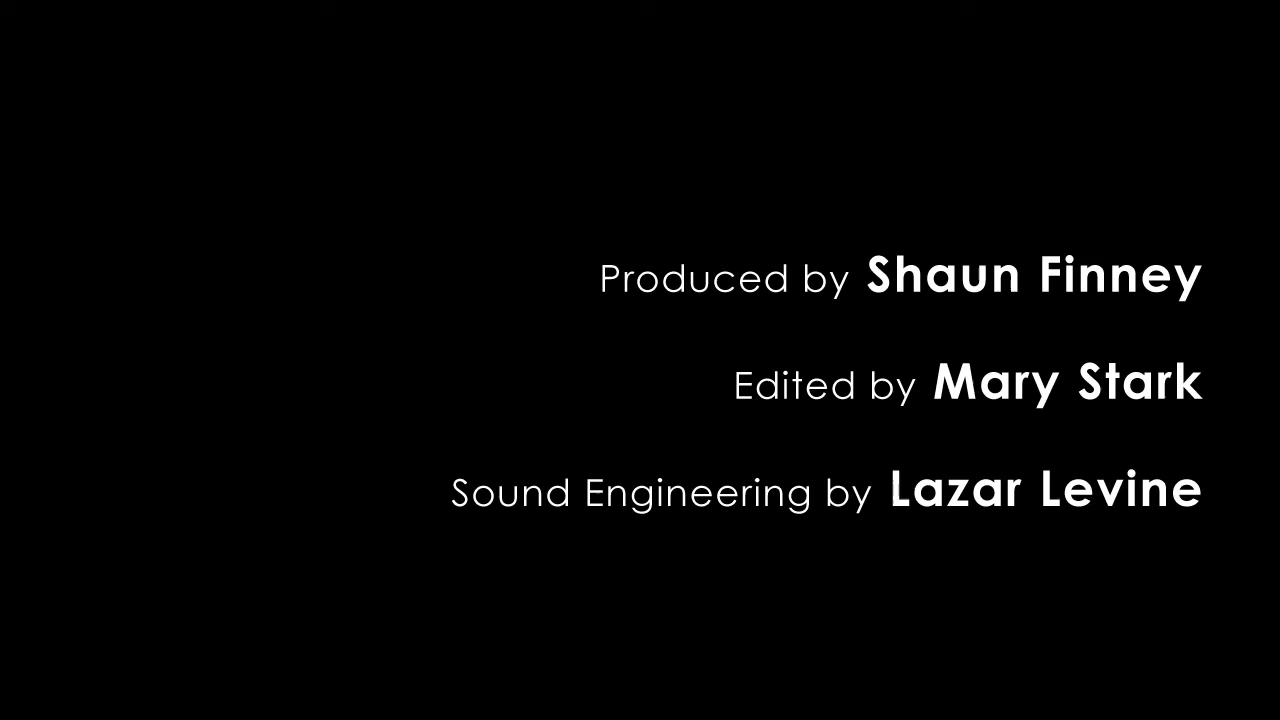 Produced by Shaun Finney
Edited by Mary Stark
Sound Engineering by Lazar Levine